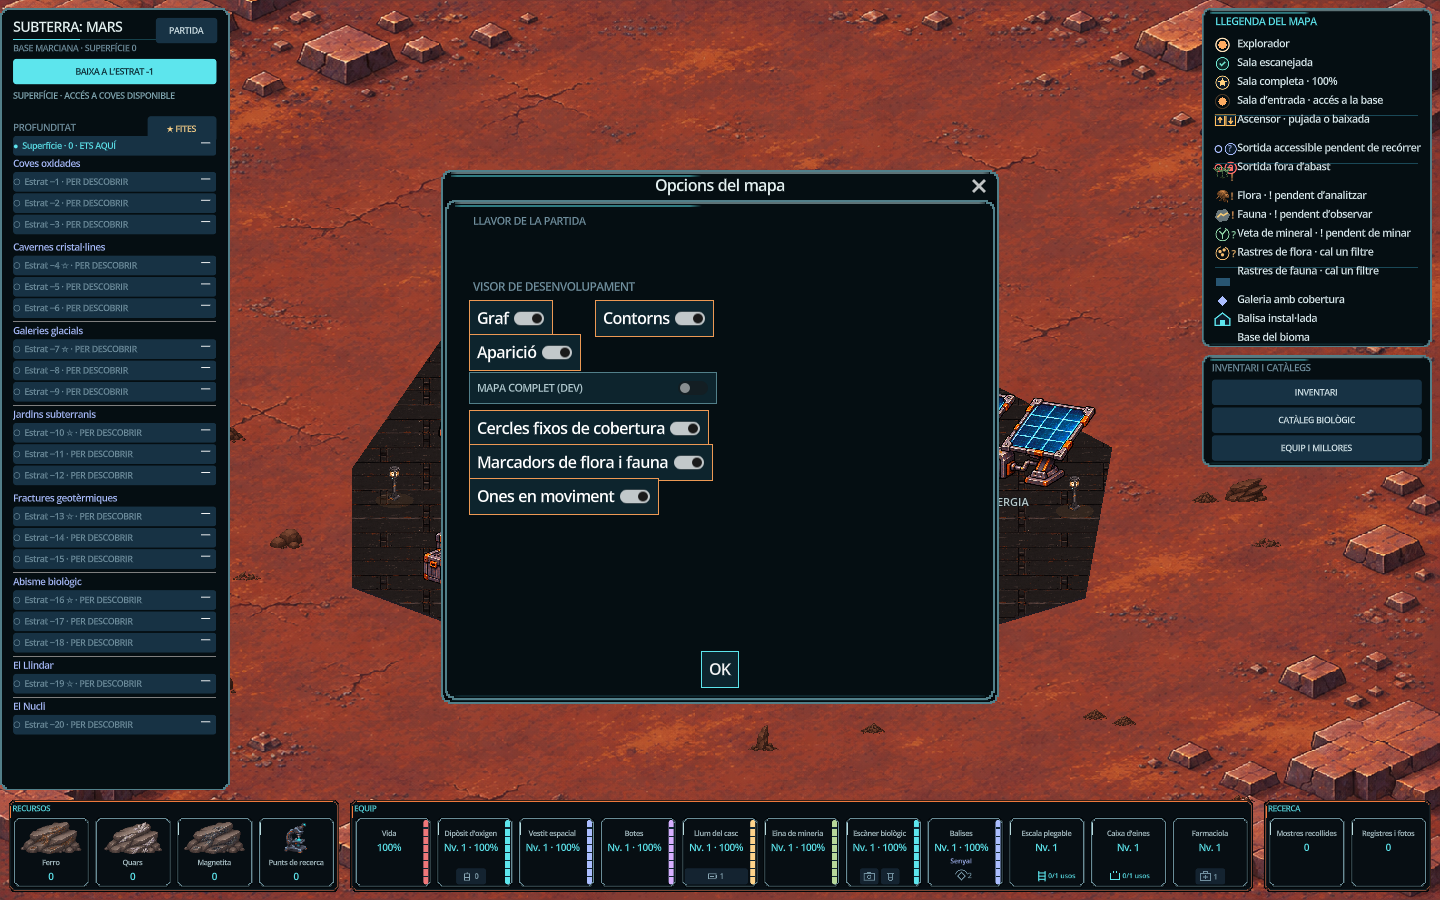 SUBTERRA: MARS
PARTIDA
BASE MARCIANA · SUPERFÍCIE 0
BAIXA A L'ESTRAT -1
SUPERFÍCIE · ACCÉS A COVES DISPONIBLE
PROFUNDITAT
★ FITES
● Superfície · 0 · ETS AQUÍ —
Coves oxidades
○ Estrat −1 · PER DESCOBRIR —
○ Estrat −2 · PER DESCOBRIR —
○ Estrat −3 · PER DESCOBRIR —
Cavernes cristal·lines
○ Estrat −4 ☆ · PER DESCOBRIR —
○ Estrat −5 · PER DESCOBRIR —
○ Estrat −6 · PER DESCOBRIR —
Galeries glacials
○ Estrat −7 ☆ · PER DESCOBRIR —
○ Estrat −8 · PER DESCOBRIR —
○ Estrat −9 · PER DESCOBRIR —
Jardins subterranis
○ Estrat −10 ☆ · PER DESCOBRIR —
○ Estrat −11 · PER DESCOBRIR —
○ Estrat −12 · PER DESCOBRIR —
Fractures geotèrmiques
○ Estrat −13 ☆ · PER DESCOBRIR —
○ Estrat −14 · PER DESCOBRIR —
○ Estrat −15 · PER DESCOBRIR —
Abisme biològic
○ Estrat −16 ☆ · PER DESCOBRIR —
○ Estrat −17 · PER DESCOBRIR —
○ Estrat −18 · PER DESCOBRIR —
El Llindar
○ Estrat −19 ☆ · PER DESCOBRIR —
El Nucli
○ Estrat −20 · PER DESCOBRIR —
Opcions del mapa
LLAVOR DE LA PARTIDA
VISOR DE DESENVOLUPAMENT
Graf
Contorns
Aparició
MAPA COMPLET (DEV)
Cercles fixos de cobertura
Marcadors de flora i fauna
Ones en moviment
OK
ERGIA
LLEGENDA DEL MAPA
Explorador
Sala escanejada
Sala completa · 100%
Sala d'entrada · accés a la base
Ascensor · pujada o baixada
Sortida accessible pendent de recórrer
Sortida fora d'abast
Flora · ! pendent d'analitzar
Fauna · ! pendent d'observar
Veta de mineral · ! pendent de minar
Rastres de flora · cal un filtre
Rastres de fauna · cal un filtre
Galeria amb cobertura
Balisa instal·lada
Base del bioma
INVENTARI I CATÀLEGS
INVENTARI
CATÀLEG BIOLÒGIC
EQUIP I MILLORES
RECURSOS
Ferro
0
Quars
0
Magnetita
0
Punts de recerca
0
EQUIP
Vida
100%
Dipòsit d'oxigen
Nv. 1 · 100%
0
Vestit espacial
Nv. 1 · 100%
Botes
Nv. 1 · 100%
Llum del casc
Nv. 1 · 100%
1
Eina de mineria
Nv. 1 · 100%
Escàner biològic
Nv. 1 · 100%
Balises
Nv. 1 · 100%
Senyal
2
Escala plegable
Nv. 1
0/1 usos
Caixa d'eines
Nv. 1
0/1 usos
Farmaciola
Nv. 1
1
RECERCA
Mostres recollides
0
Registres i fotos
0